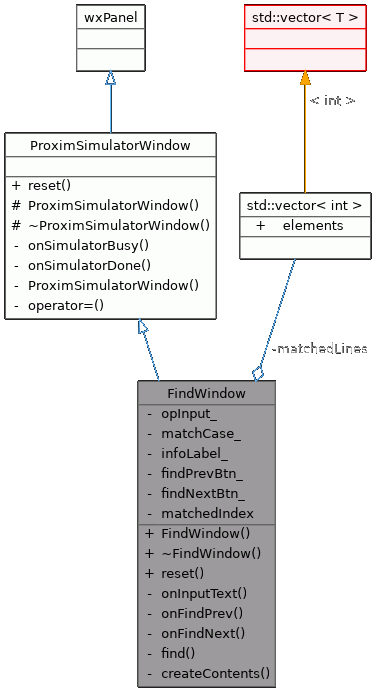 wxPanel
std::vector< T >
< int >
ProximSimulatorWindow
+ reset()
# ProximSimulatorWindow()
# ~ProximSimulatorWindow()
- onSimulatorBusy()
- onSimulatorDone()
- ProximSimulatorWindow()
- operator=()
std::vector< int >
+ elements
-matchedLines
FindWindow
- opInput_
- matchCase_
- infoLabel_
- findPrevBtn_
- findNextBtn_
- matchedIndex
+ FindWindow()
+ ~FindWindow()
+ reset()
- onInputText()
- onFindPrev()
- onFindNext()
- find()
- createContents()